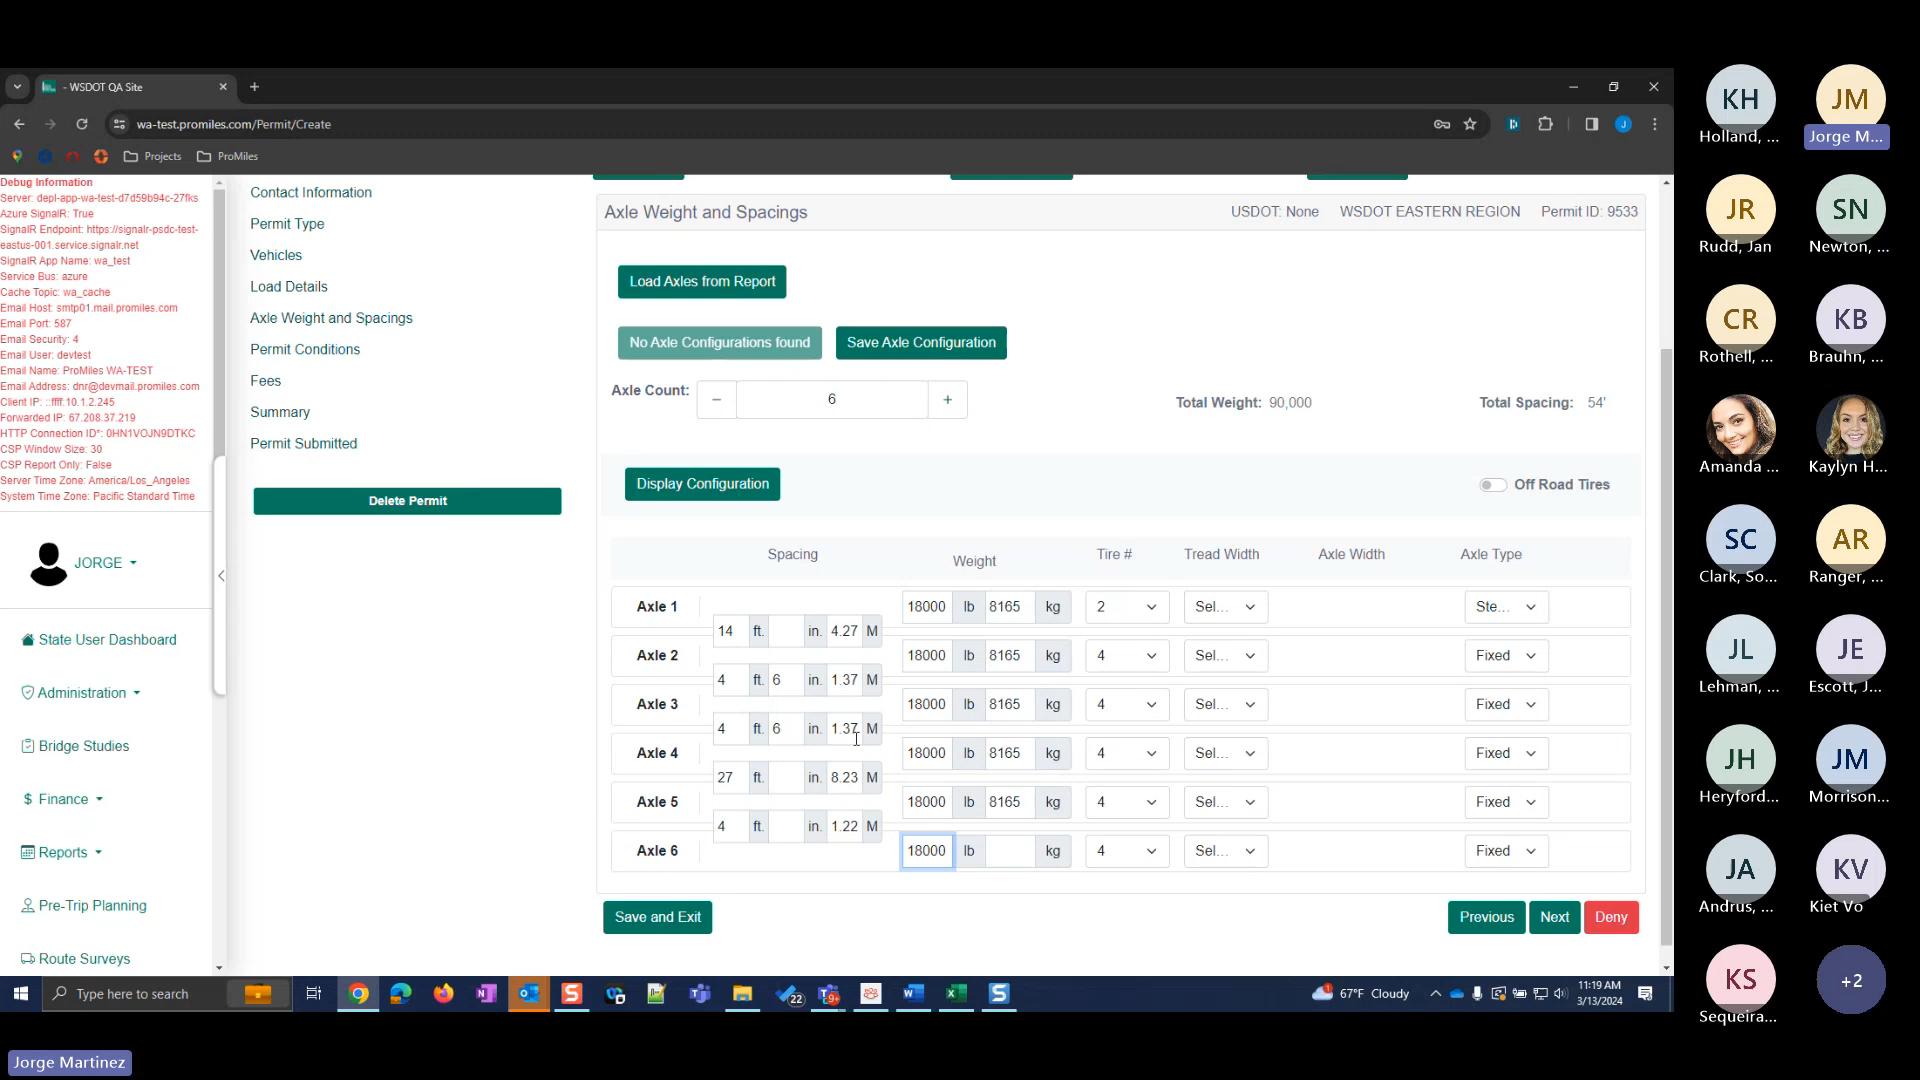 - WSDOT QA Site
wa-test.promiles.com/Permit/Create
Projects
ProMiles
Debug Information
Server: depl-app-wa-test-d7d59b94c-27fks
Azure SignalR: True
SignalR Endpoint: https://signalr-psdc-test-
eastus-001.service.signalr.net
SignalR App Name: wa_test
Service Bus: azure
Cache Topic: wa_cache
Email Host: smtp01.mail.promiles.com
Email Port: 587
Email Security: 4
Email User: devtest
Email Name: ProMiles WA-TEST
Email Address: dnr@devmail.promiles.com
Client IP: ::ffff:10.1.2.245
Forwarded IP: 67.208.37.219
HTTP Connection ID*: 0HN1VOJN9DTKC
CSP Window Size: 30
CSP Report Only: False
Server Time Zone: America/Los_Angeles
System Time Zone: Pacific Standard Time
JORGE
State User Dashboard
Administration
Bridge Studies
$ Finance
Reports
Pre-Trip Planning
Route Surveys
Contact Information
Permit Type
Vehicles
Load Details
Axle Weight and Spacings
Permit Conditions
Fees
Summary
Permit Submitted
Delete Permit
Axle Weight and Spacings USDOT: None WSDOT EASTERN REGION Permit ID: 9533
Load Axles from Report
No Axle Configurations found Save Axle Configuration
Axle Count: − 6 + Total Weight: 90,000 Total Spacing: 54'
Display Configuration Off Road Tires
Spacing Weight Tire # Tread Width Axle Width Axle Type
Axle 1 18000 lb 8165 kg 2 Sel... Ste...
14 ft. in. 4.27 M
Axle 2 18000 lb 8165 kg 4 Sel... Fixed
4 ft. 6 in. 1.37 M
Axle 3 18000 lb 8165 kg 4 Sel... Fixed
4 ft. 6 in. 1.37 M
Axle 4 18000 lb 8165 kg 4 Sel... Fixed
27 ft. in. 8.23 M
Axle 5 18000 lb 8165 kg 4 Sel... Fixed
4 ft. in. 1.22 M
Axle 6 18000 lb kg 4 Sel... Fixed
Save and Exit Previous Next Deny
Type here to search
22
9+
67°F Cloudy
11:19 AM
3/13/2024
Jorge Martinez
KH JM
Holland, ... Jorge M...
JR SN
Rudd, Jan Newton, ...
CR KB
Rothell, ... Brauhn, ...
Amanda ... Kaylyn H...
SC AR
Clark, So... Ranger, ...
JL JE
Lehman, ... Escott, J...
JH JM
Heryford... Morrison...
JA KV
Andrus, ... Kiet Vo
KS +2
Sequeira...